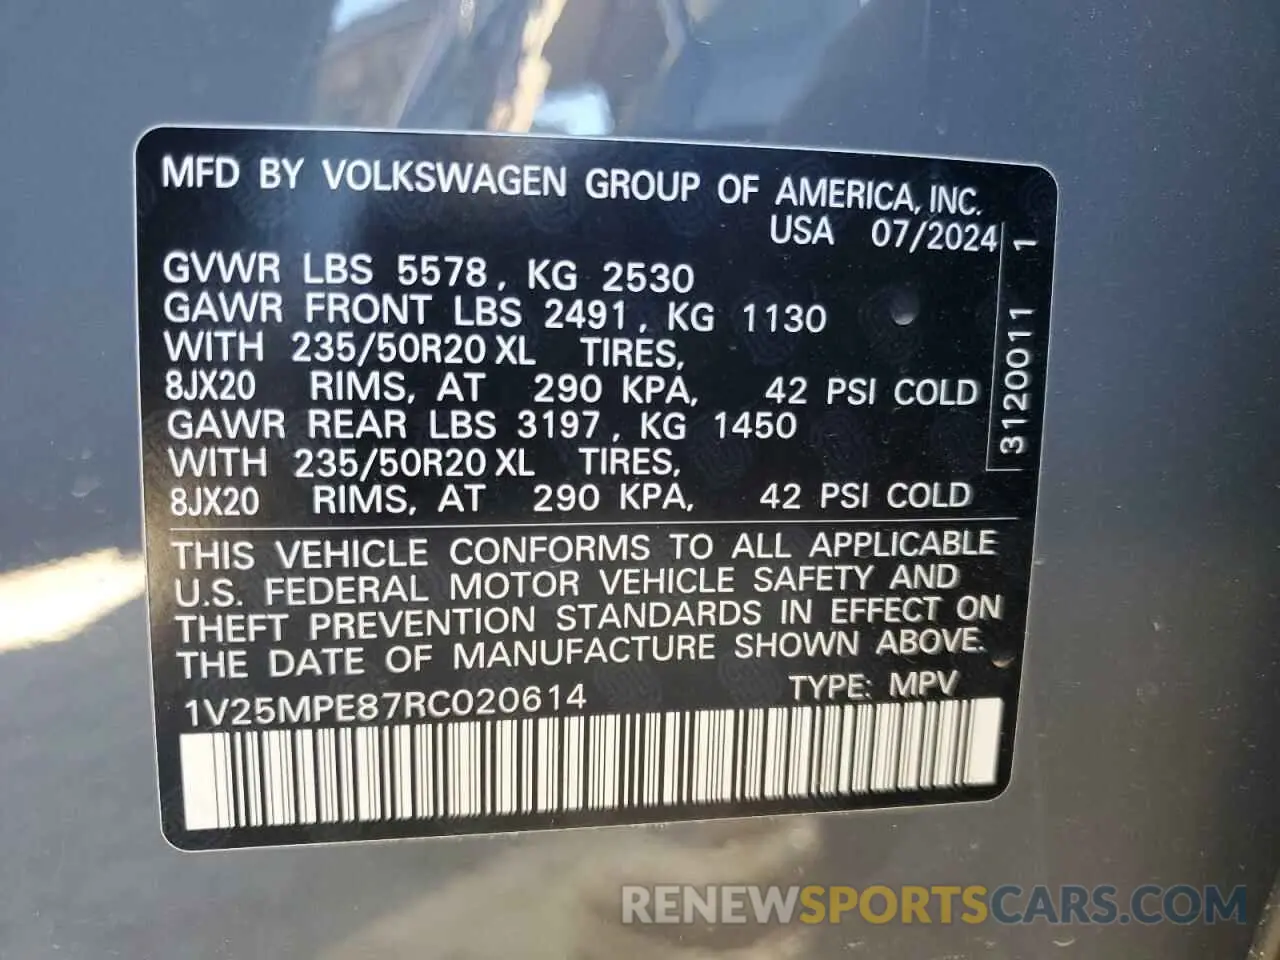 MFD BY VOLKSWAGEN GROUP OF AMERICA, INC.
USA 07/2024
GVWR LBS 5578, KG 2530
GAWR FRONT LBS 2491, KG 1130
WITH 235/50R20 XL TIRES,
8JX20 RIMS, AT 290 KPA, 42 PSI COLD
GAWR REAR LBS 3197, KG 1450
WITH 235/50R20 XL TIRES,
8JX20 RIMS, AT 290 KPA, 42 PSI COLD
3120011 1
THIS VEHICLE CONFORMS TO ALL APPLICABLE
U.S. FEDERAL MOTOR VEHICLE SAFETY AND
THEFT PREVENTION STANDARDS IN EFFECT ON
THE DATE OF MANUFACTURE SHOWN ABOVE.
1V25MPE87RC020614 TYPE: MPV
RENEWSPORTSCARS.COM